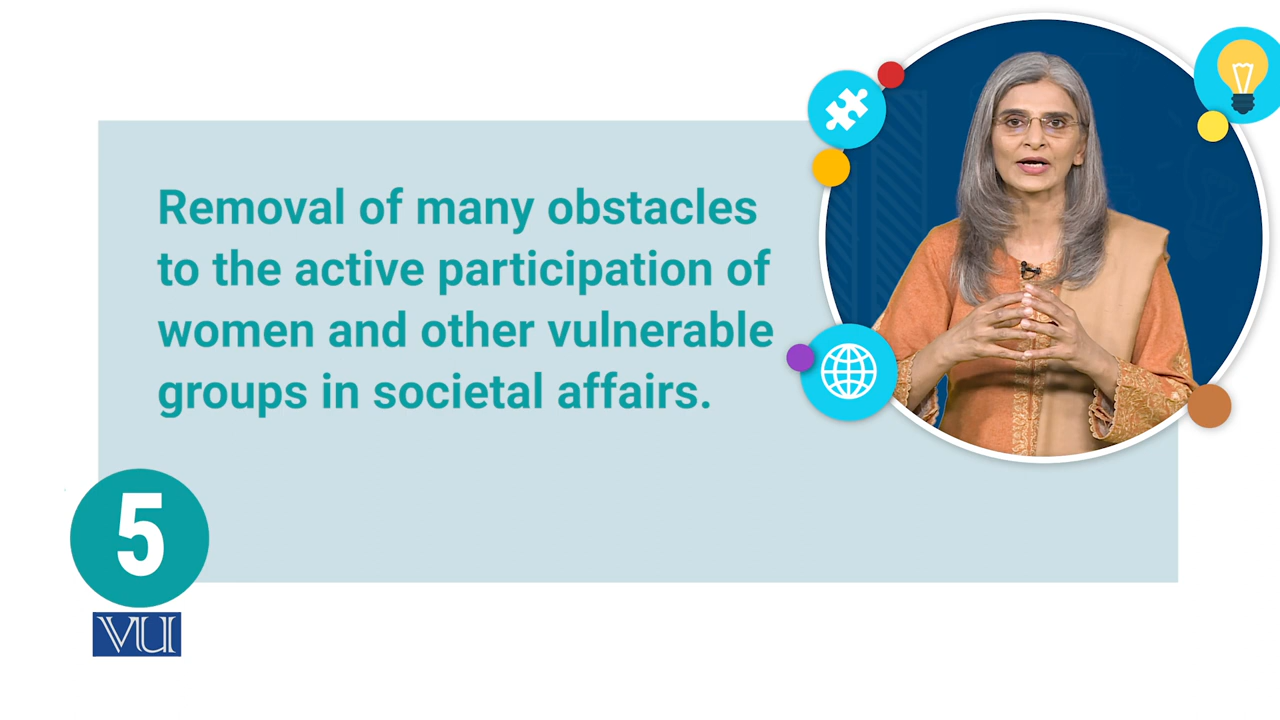 Removal of many obstacles
to the active participation of
women and other vulnerable
groups in societal affairs.
5
VU